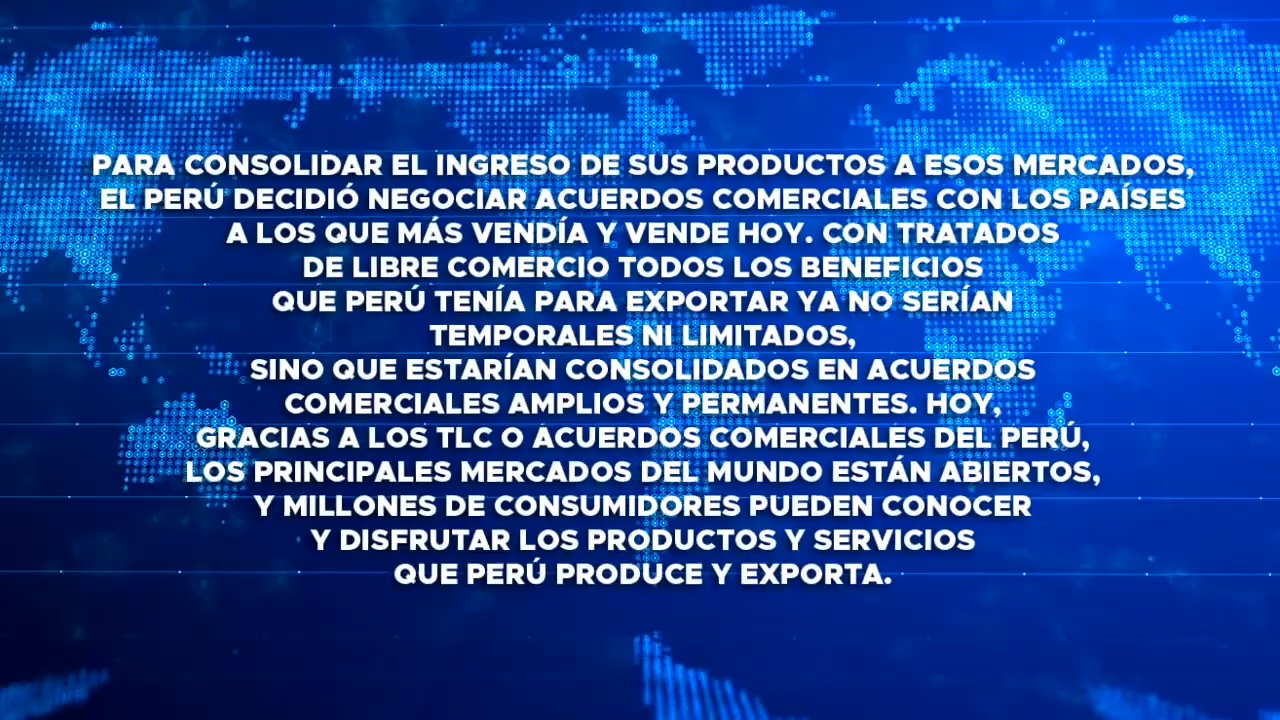 PARA CONSOLIDAR EL INGRESO DE SUS PRODUCTOS A ESOS MERCADOS,
EL PERÚ DECIDIÓ NEGOCIAR ACUERDOS COMERCIALES CON LOS PAÍSES
A LOS QUE MÁS VENDÍA Y VENDE HOY. CON TRATADOS
DE LIBRE COMERCIO TODOS LOS BENEFICIOS
QUE PERÚ TENÍA PARA EXPORTAR YA NO SERÍAN
TEMPORALES NI LIMITADOS,
SINO QUE ESTARÍAN CONSOLIDADOS EN ACUERDOS
COMERCIALES AMPLIOS Y PERMANENTES. HOY,
GRACIAS A LOS TLC O ACUERDOS COMERCIALES DEL PERÚ,
LOS PRINCIPALES MERCADOS DEL MUNDO ESTÁN ABIERTOS,
Y MILLONES DE CONSUMIDORES PUEDEN CONOCER
Y DISFRUTAR LOS PRODUCTOS Y SERVICIOS
QUE PERÚ PRODUCE Y EXPORTA.